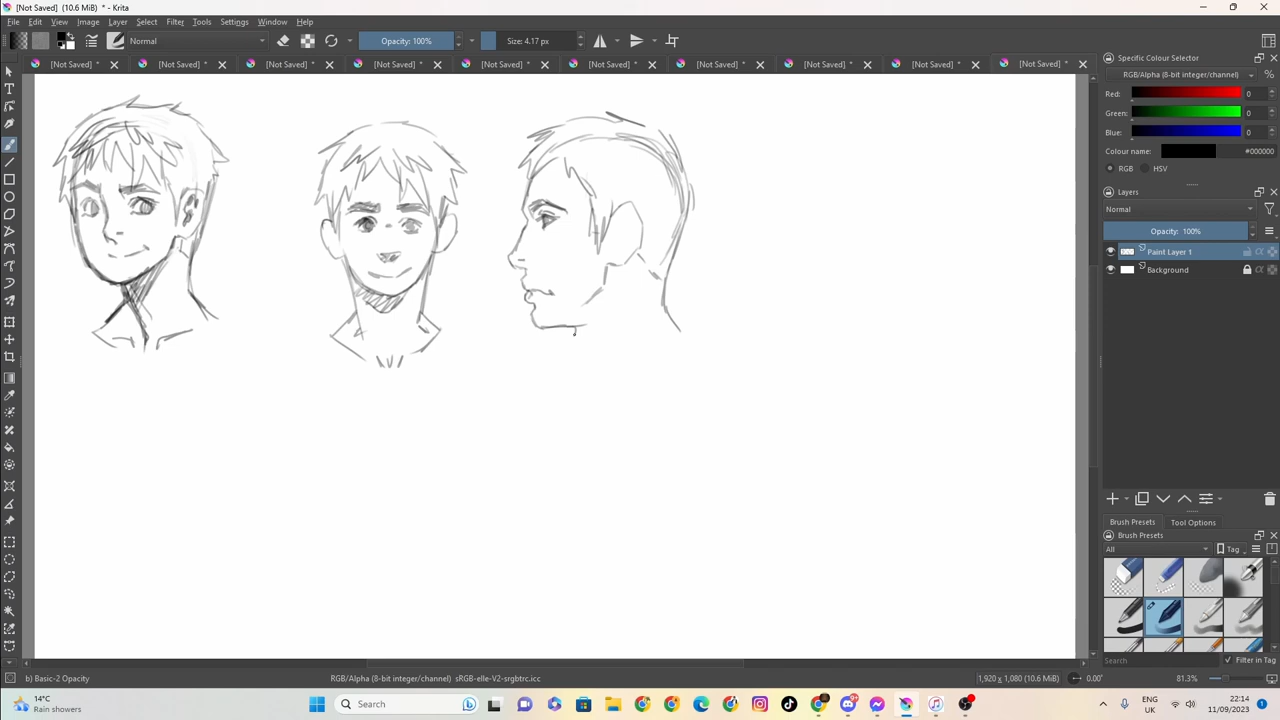 [Not Saved] (10.6 MiB) * - Krita
File Edit View Image Layer Select Filter Tools Settings Window Help
Normal Opacity: 100% Size: 4.17 px
[Not Saved] * [Not Saved] * [Not Saved] * [Not Saved] * [Not Saved] * [Not Saved] * [Not Saved] * [Not Saved] * [Not Saved] * [Not Saved] *
Specific Colour Selector
RGB/Alpha (8-bit integer/channel) %
Red: 0
Green: 0
Blue: 0
Colour name: #000000
RGB HSV
Layers
Normal
Opacity: 100%
Paint Layer 1
Background
Brush Presets Tool Options
Brush Presets
All Tag
Search Filter in Tag
b) Basic-2 Opacity RGB/Alpha (8-bit integer/channel) sRGB-elle-V2-srgbtrc.icc 1,920 x 1,080 (10.6 MiB) 0.00° 81.3%
14°C
Rain showers
Search
ENG
UK
22:14
11/09/2023